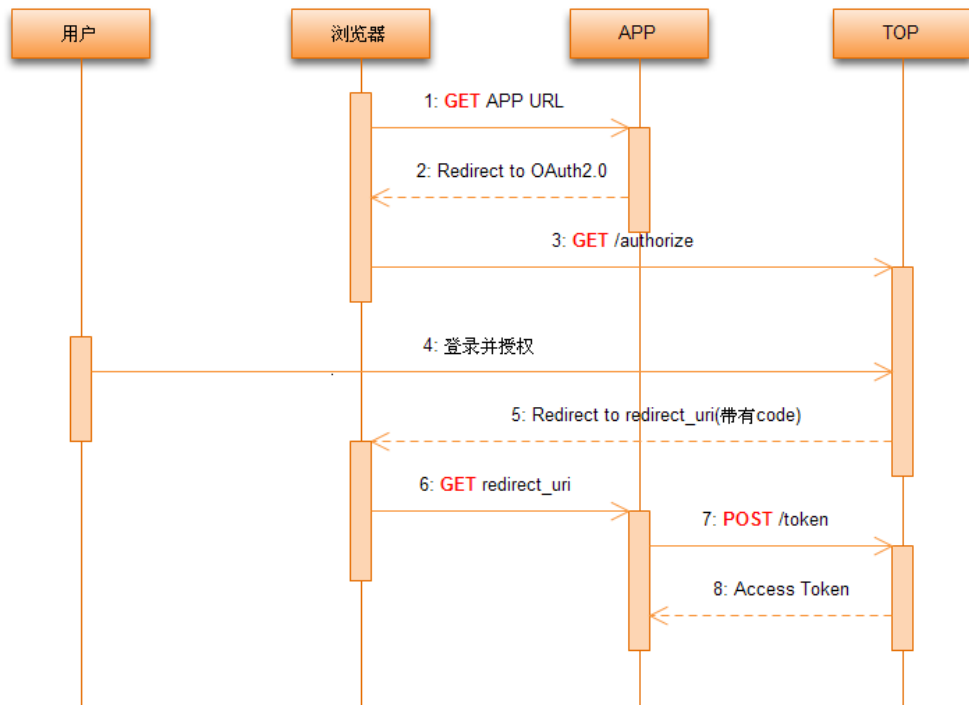 用户
浏览器
APP
TOP
1: GET APP URL
2: Redirect to OAuth2.0
3: GET /authorize
4: 登录并授权
5: Redirect to redirect_uri(带有code)
6: GET redirect_uri
7: POST /token
8: Access Token